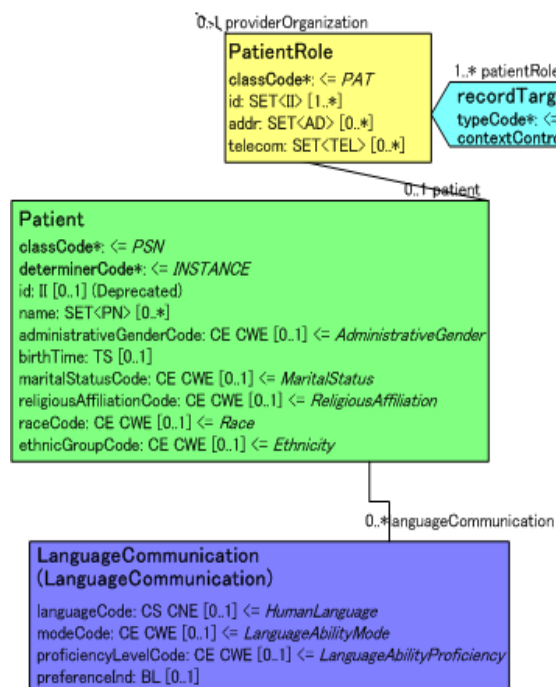 0..1 providerOrganization
PatientRole
classCode*: <= PAT
id: SET<II> [1..*]
addr: SET<AD> [0..*]
telecom: SET<TEL> [0..*]
1..* patientRole
recordTarg
typeCode*: <=
contextContro
0..1 patient
Patient
classCode*: <= PSN
determinerCode*: <= INSTANCE
id: II [0..1] (Deprecated)
name: SET<PN> [0..*]
administrativeGenderCode: CE CWE [0..1] <= AdministrativeGender
birthTime: TS [0..1]
maritalStatusCode: CE CWE [0..1] <= MaritalStatus
religiousAffiliationCode: CE CWE [0..1] <= ReligiousAffiliation
raceCode: CE CWE [0..1] <= Race
ethnicGroupCode: CE CWE [0..1] <= Ethnicity
0..* anguageCommunication
LanguageCommunication
(LanguageCommunication)
languageCode: CS CNE [0..1] <= HumanLanguage
modeCode: CE CWE [0..1] <= LanguageAbilityMode
proficiencyLevelCode: CE CWE [0..1] <= LanguageAbilityProficiency
preferenceInd: BL [0..1]